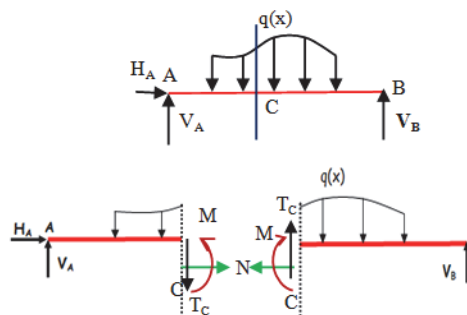 q(x)
H_A A B
C
V_A V_B
T_C q(x)
M M
H_A A
N
V_A C C V_B
T_C